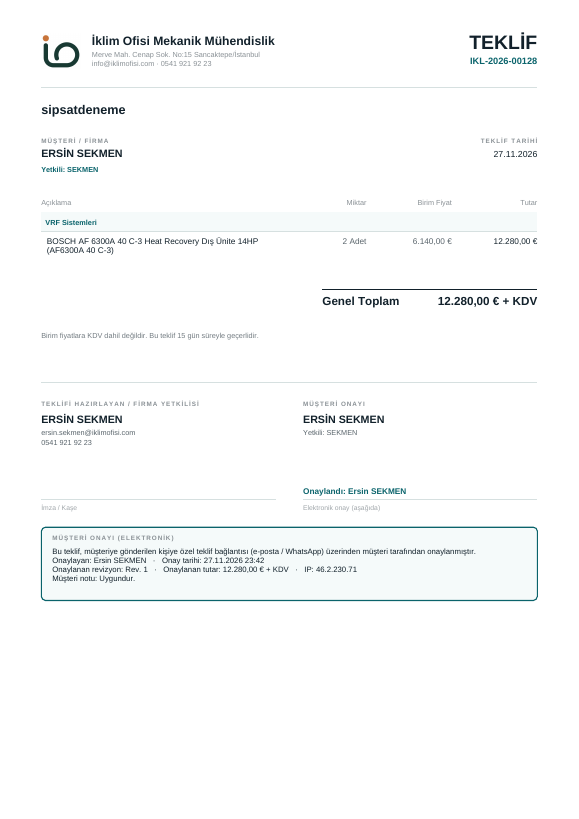 İklim Ofisi Mekanik Mühendislik
Merve Mah. Cenap Sok. No:15 Sancaktepe/İstanbul
info@iklimofisi.com · 0541 921 92 23
TEKLİF
IKL-2026-00128
sipsatdeneme
MÜŞTERİ / FİRMA
ERSİN SEKMEN
Yetkili: SEKMEN
TEKLİF TARİHİ
27.11.2026
Açıklama Miktar Birim Fiyat Tutar
VRF Sistemleri
BOSCH AF 6300A 40 C-3 Heat Recovery Dış Ünite 14HP 2 Adet 6.140,00 € 12.280,00 €
(AF6300A 40 C-3)
Genel Toplam 12.280,00 € + KDV
Birim fiyatlara KDV dahil değildir. Bu teklif 15 gün süreyle geçerlidir.
TEKLİFİ HAZIRLAYAN / FİRMA YETKİLİSİ
ERSİN SEKMEN
ersin.sekmen@iklimofisi.com
0541 921 92 23
İmza / Kaşe
MÜŞTERİ ONAYI
ERSİN SEKMEN
Yetkili: SEKMEN
Onaylandı: Ersin SEKMEN
Elektronik onay (aşağıda)
MÜŞTERİ ONAYI (ELEKTRONİK)
Bu teklif, müşteriye gönderilen kişiye özel teklif bağlantısı (e-posta / WhatsApp) üzerinden müşteri tarafından onaylanmıştır.
Onaylayan: Ersin SEKMEN · Onay tarihi: 27.11.2026 23:42
Onaylanan revizyon: Rev. 1 · Onaylanan tutar: 12.280,00 € + KDV · IP: 46.2.230.71
Müşteri notu: Uygundur.